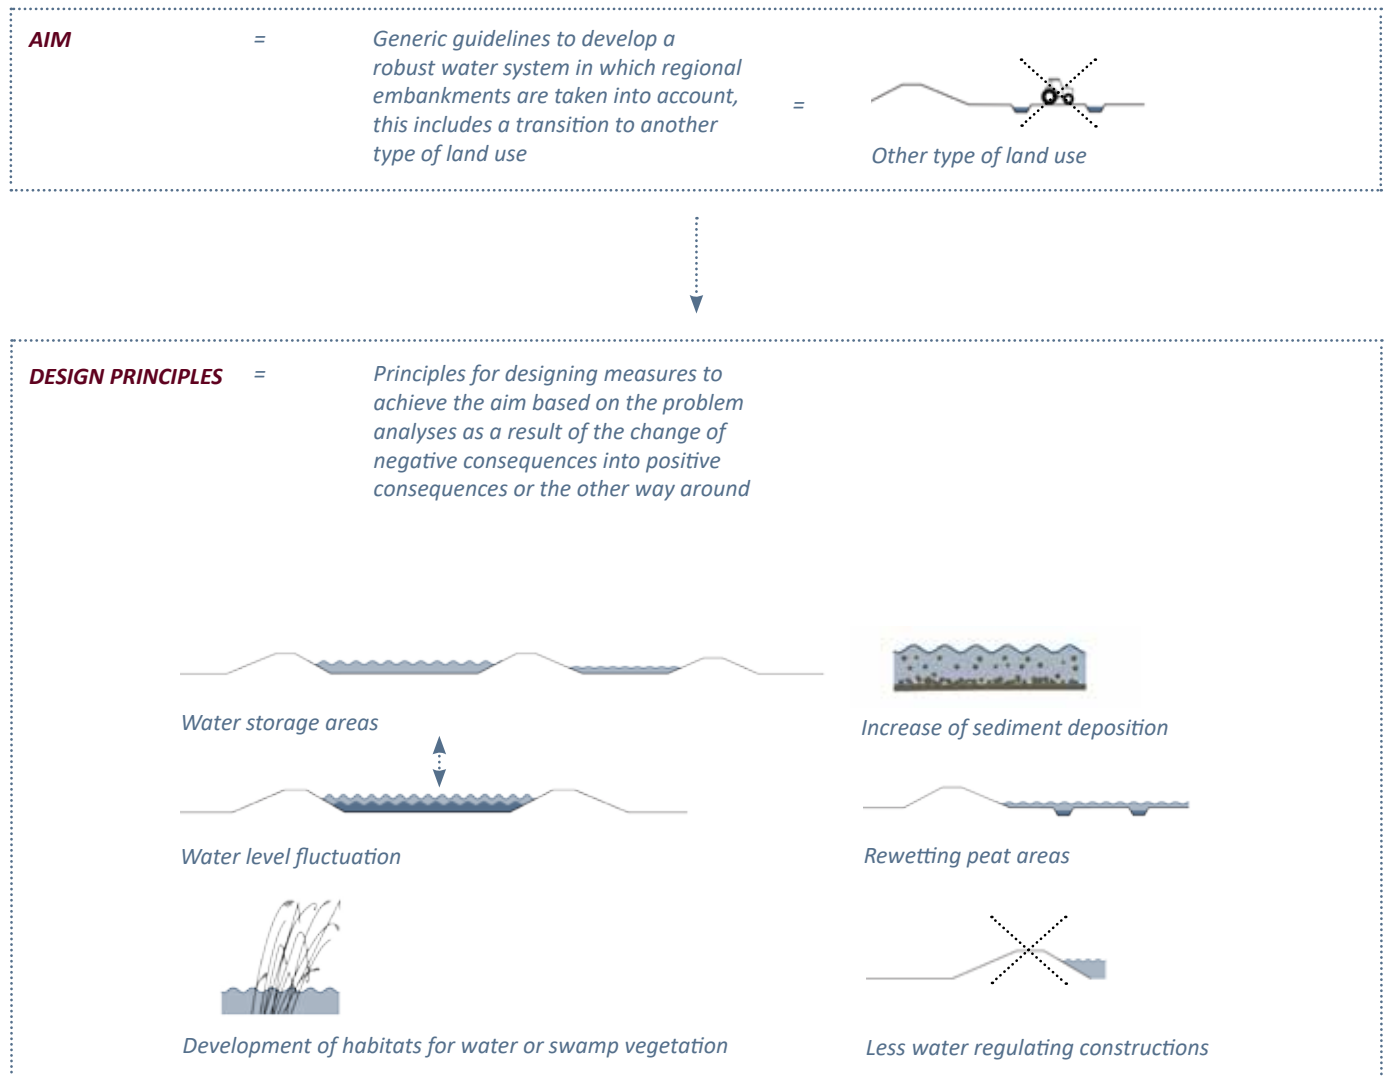 AIM = Generic guidelines to develop a
robust water system in which regional
embankments are taken into account,
this includes a transition to another
type of land use
=
Other type of land use
DESIGN PRINCIPLES = Principles for designing measures to
achieve the aim based on the problem
analyses as a result of the change of
negative consequences into positive
consequences or the other way around
Water storage areas
Increase of sediment deposition
Water level fluctuation
Rewetting peat areas
Development of habitats for water or swamp vegetation
Less water regulating constructions